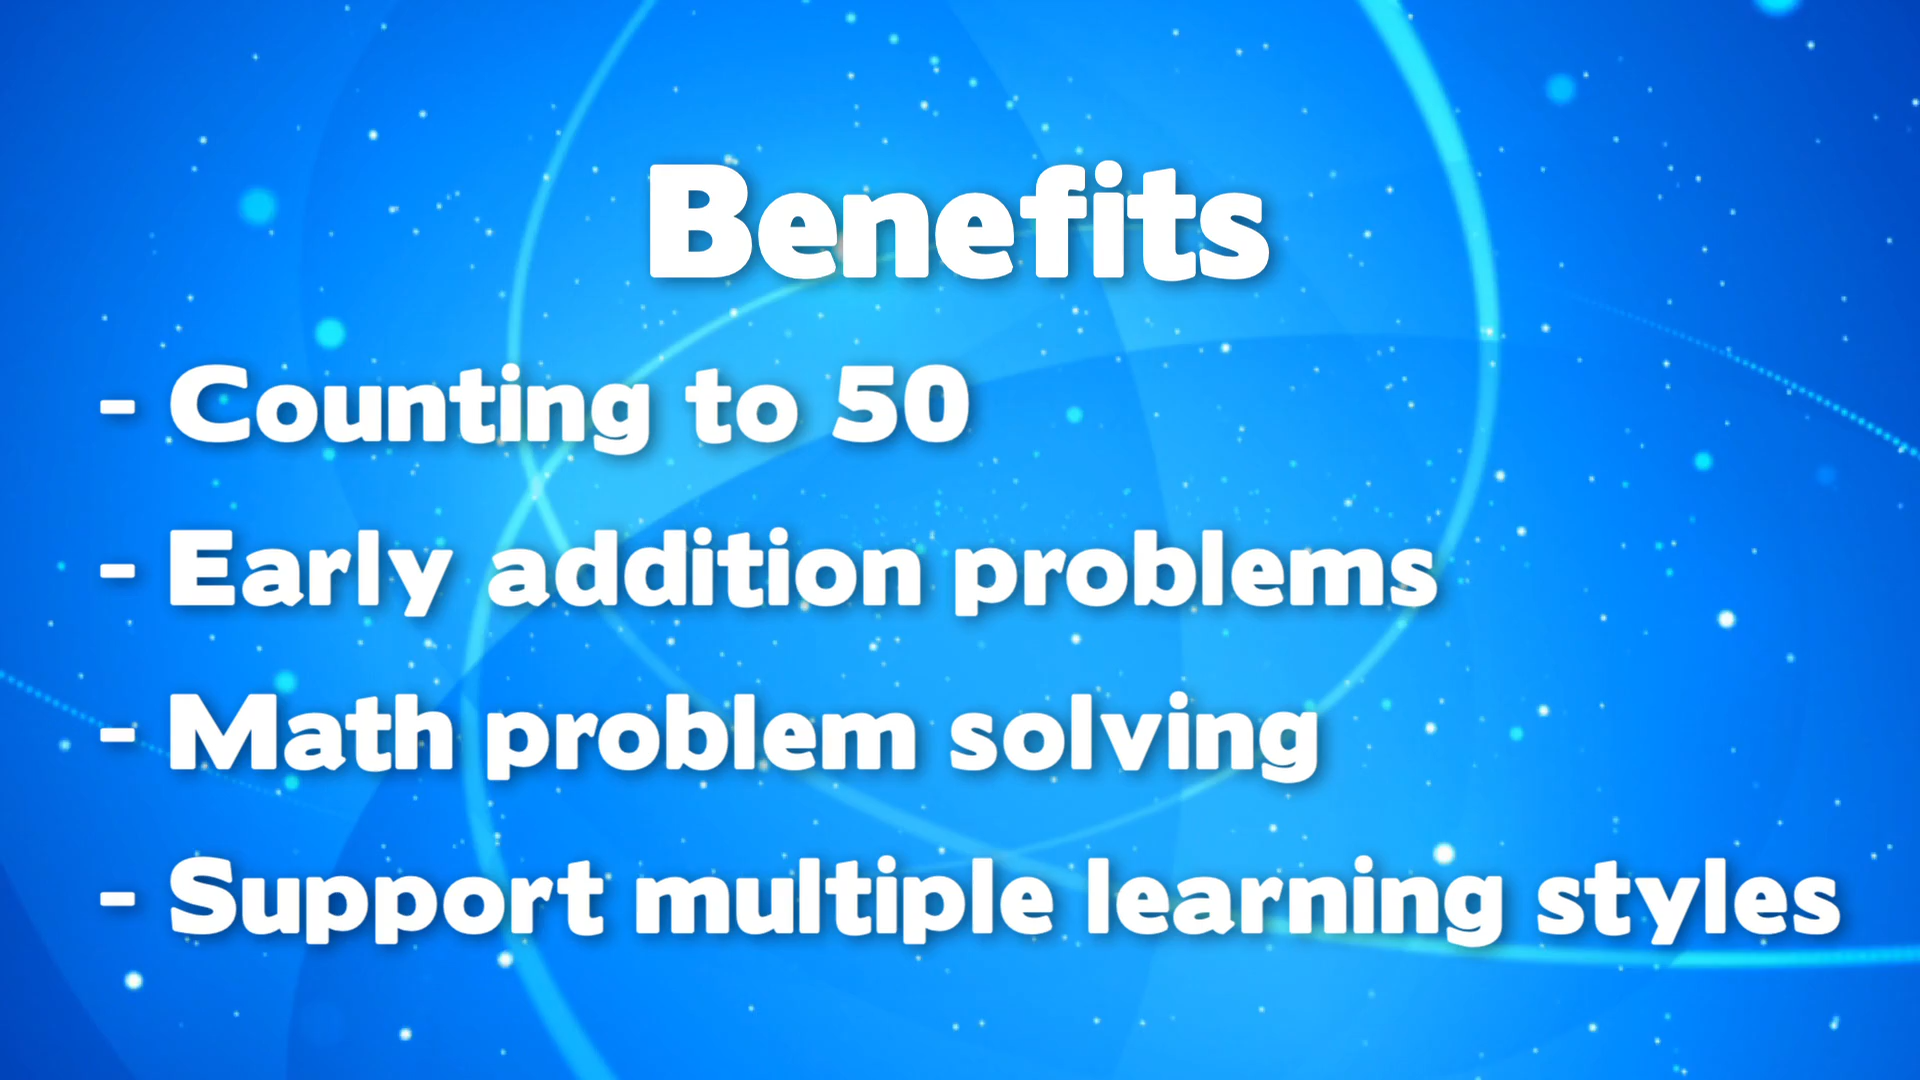 Benefits
- Counting to 50
- Early addition problems
- Math problem solving
- Support multiple learning styles